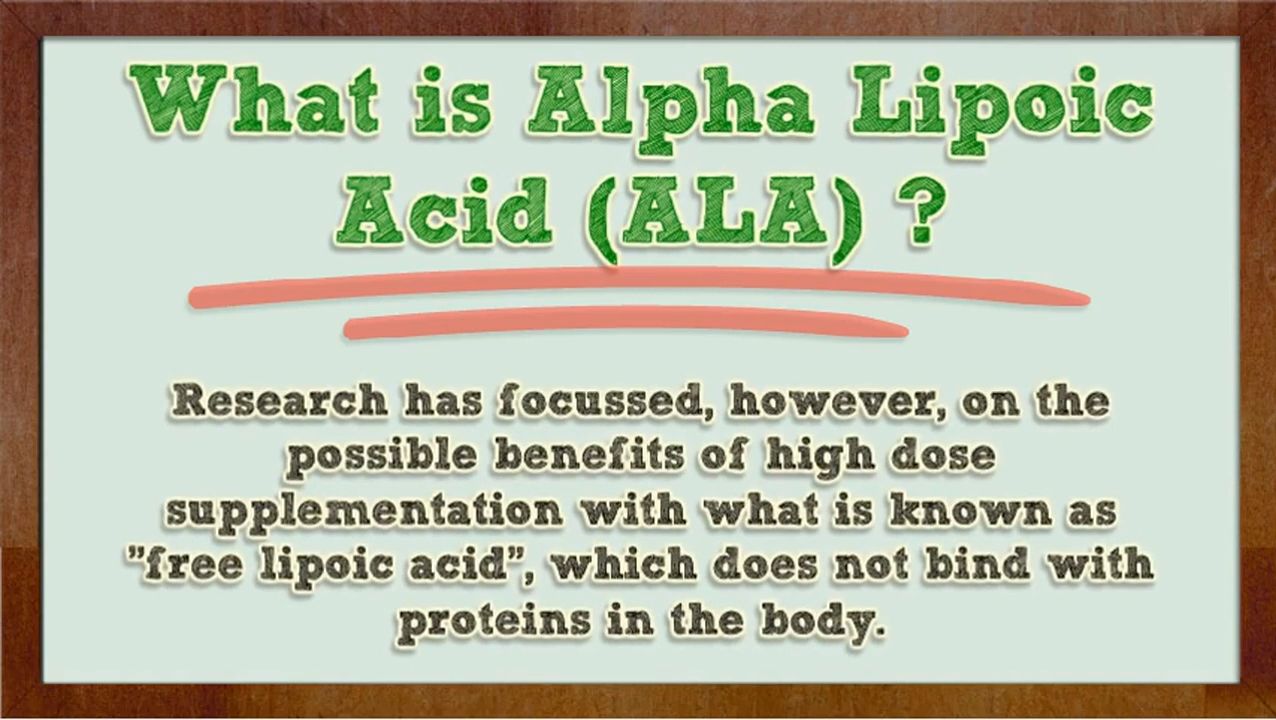 What is Alpha Lipoic
Acid (ALA) ?
Research has focussed, however, on the
possible benefits of high dose
supplementation with what is known as
”free lipoic acid”, which does not bind with
proteins in the body.